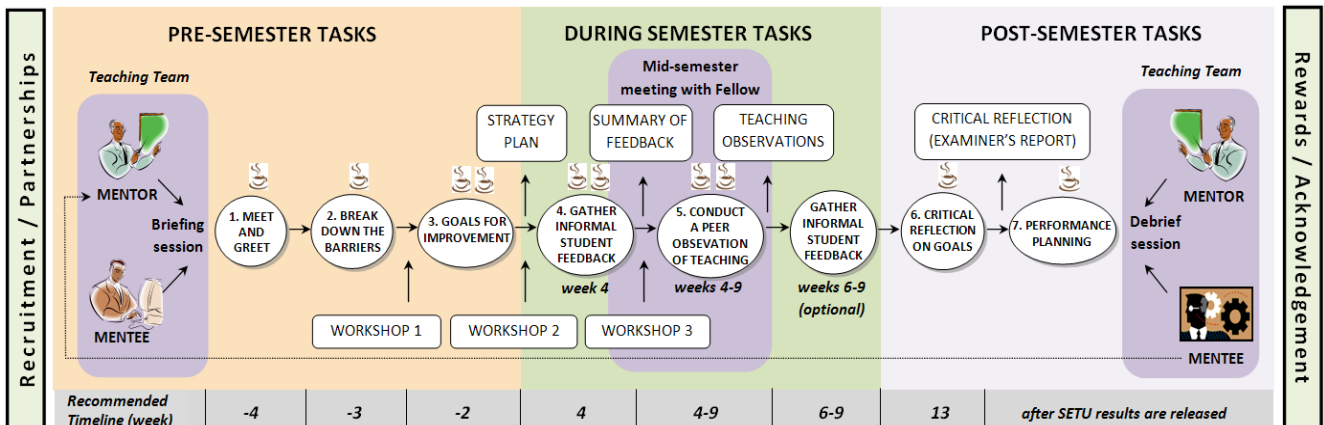 Recruitment / Partnerships
PRE-SEMESTER TASKS
DURING SEMESTER TASKS
POST-SEMESTER TASKS
Rewards / Acknowledgement
Teaching Team
MENTOR
Briefing
session
MENTEE
Mid-semester
meeting with Fellow
STRATEGY
PLAN
SUMMARY OF
FEEDBACK
TEACHING
OBSERVATIONS
CRITICAL REFLECTION
(EXAMINER'S REPORT)
1. MEET
AND
GREET
2. BREAK
DOWN THE
BARRIERS
3. GOALS FOR
IMPROVEMENT
4. GATHER
INFORMAL
STUDENT
FEEDBACK
week 4
5. CONDUCT
A PEER
OBSEVATION
OF TEACHING
weeks 4-9
GATHER
INFORMAL
STUDENT
FEEDBACK
weeks 6-9
(optional)
6. CRITICAL
REFLECTION
ON GOALS
7. PERFORMANCE
PLANNING
WORKSHOP 1
WORKSHOP 2
WORKSHOP 3
Teaching Team
MENTOR
Debrief
session
MENTEE
Recommended
Timeline (week)
-4
-3
-2
4
4-9
6-9
13
after SETU results are released